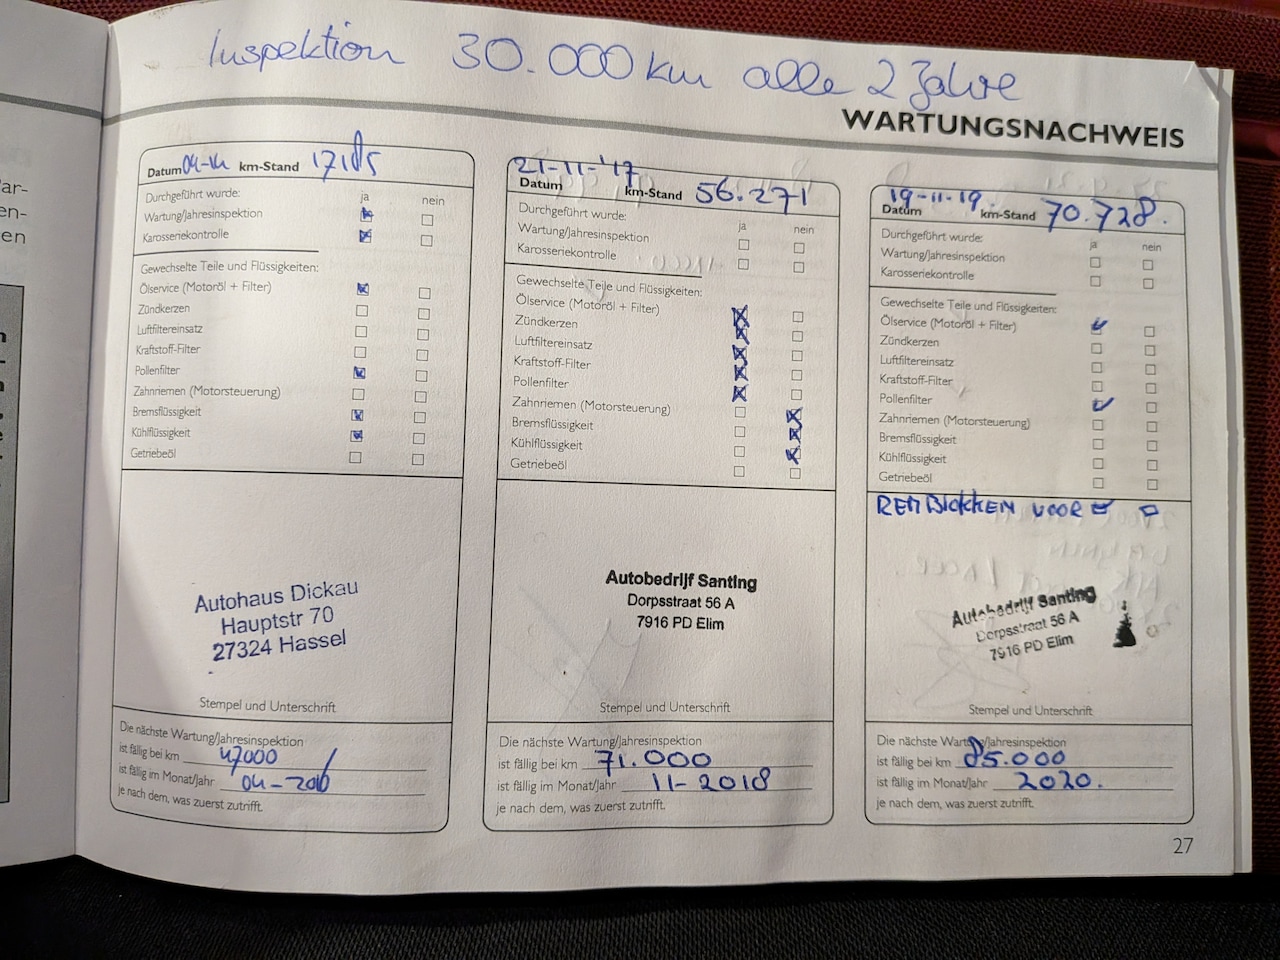 Inspektion 30.000 km alle 2 Jahre
WARTUNGSNACHWEIS
ar-
en-
en
Datum 04-14 km-Stand 17185
Durchgeführt wurde: ja nein
Wartung/Jahresinspektion
Karosseriekontrolle
Gewechselte Teile und Flüssigkeiten:
Ölservice (Motoröl + Filter)
Zündkerzen
Luftfiltereinsatz
Kraftstoff-Filter
Pollenfilter
Zahnriemen (Motorsteuerung)
Bremsflüssigkeit
Kühlflüssigkeit
Getriebeöl
Autohaus Dickau
Hauptstr 70
27324 Hassel
Stempel und Unterschrift
Die nächste Wartung/Jahresinspektion
ist fällig bei km 47000
ist fällig im Monat/Jahr 04-2016
je nach dem, was zuerst zutrifft.
21-11-'17
Datum km-Stand 56.271
Durchgeführt wurde: ja nein
Wartung/Jahresinspektion
Karosseriekontrolle
Gewechselte Teile und Flüssigkeiten:
Ölservice (Motoröl + Filter)
Zündkerzen
Luftfiltereinsatz
Kraftstoff-Filter
Pollenfilter
Zahnriemen (Motorsteuerung)
Bremsflüssigkeit
Kühlflüssigkeit
Getriebeöl
Autobedrijf Santing
Dorpsstraat 56 A
7916 PD Elim
Stempel und Unterschrift
Die nächste Wartung/Jahresinspektion
ist fällig bei km 71.000
ist fällig im Monat/Jahr 11-2018
je nach dem, was zuerst zutrifft.
19-11-19.
Datum km-Stand 70.728.
Durchgeführt wurde: ja nein
Wartung/Jahresinspektion
Karosseriekontrolle
Gewechselte Teile und Flüssigkeiten:
Ölservice (Motoröl + Filter)
Zündkerzen
Luftfiltereinsatz
Kraftstoff-Filter
Pollenfilter
Zahnriemen (Motorsteuerung)
Bremsflüssigkeit
Kühlflüssigkeit
Getriebeöl
REMBLOKKEN VOOR
Autobedrijf Santing
Dorpsstraat 56 A
7916 PD Elim
Stempel und Unterschrift
Die nächste Wartung/Jahresinspektion
ist fällig bei km 85.000
ist fällig im Monat/Jahr 2020.
je nach dem, was zuerst zutrifft.
27